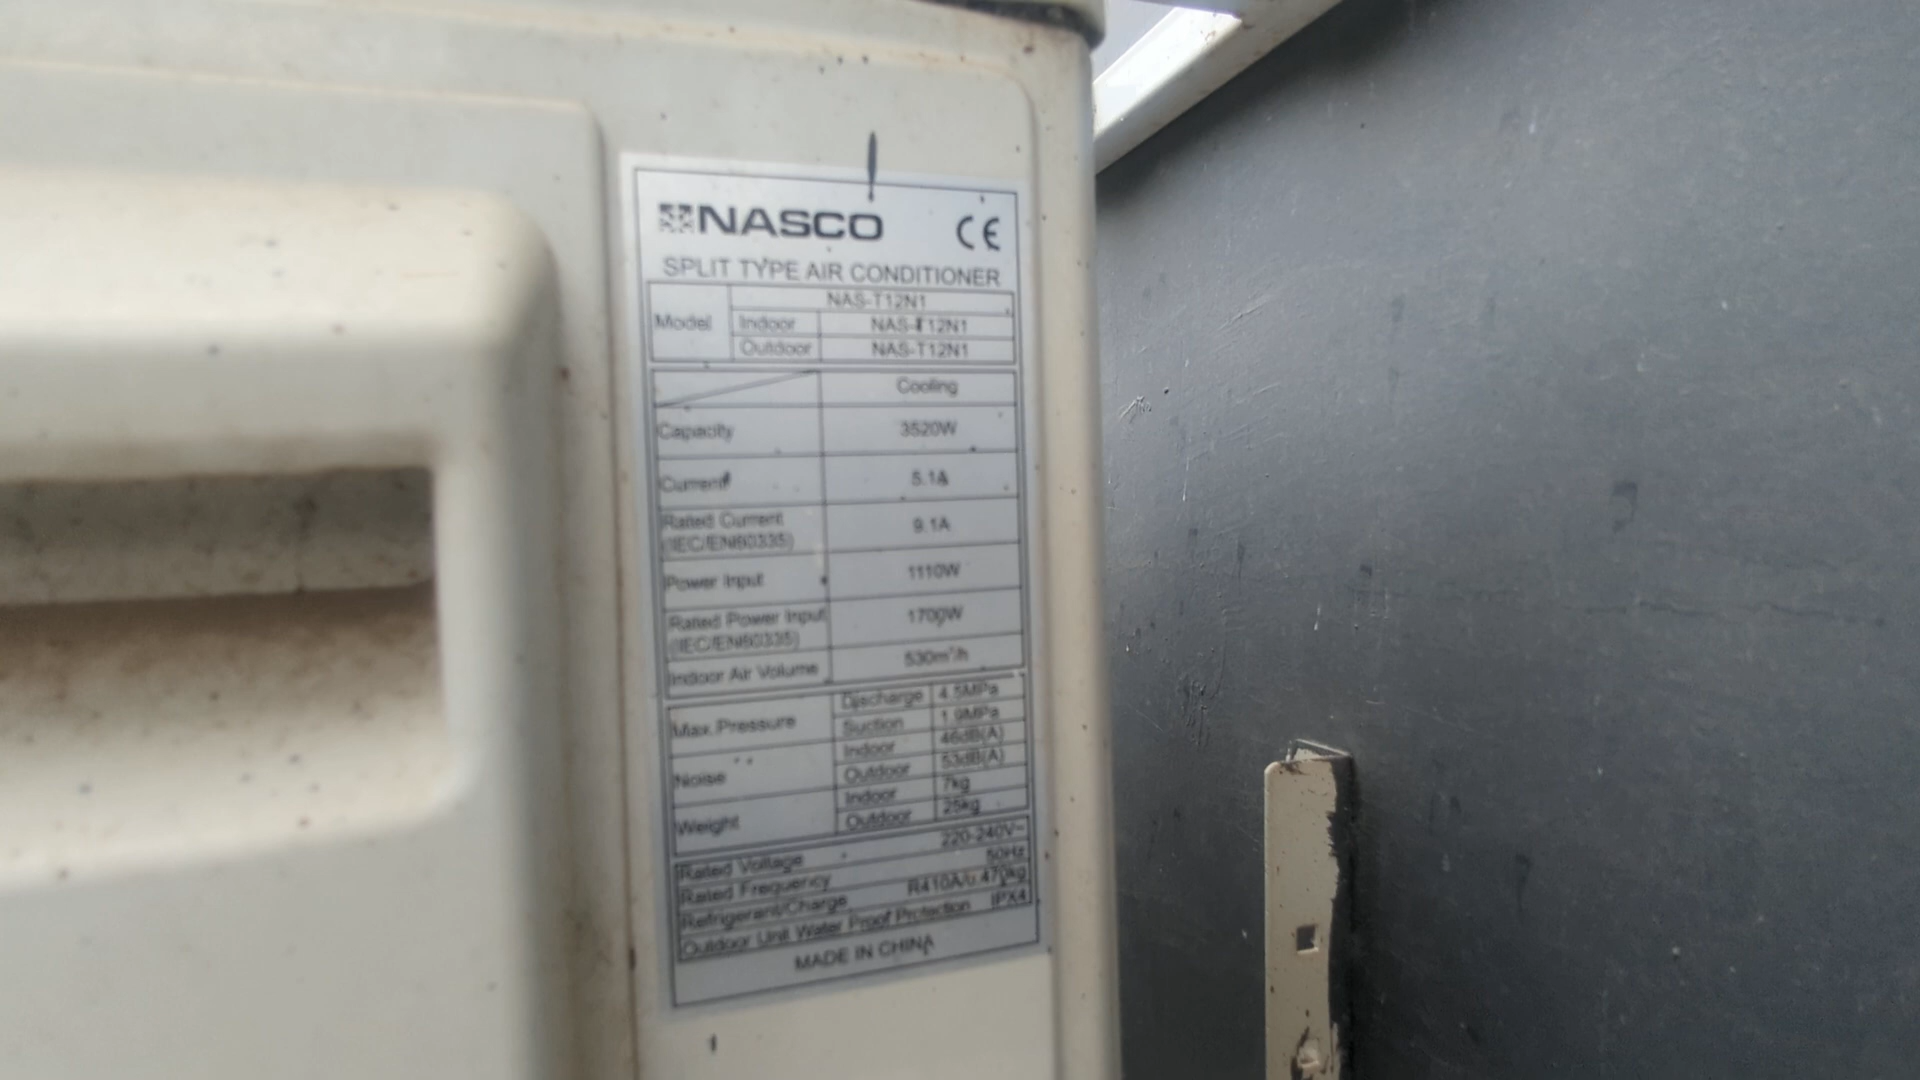 NASCO CE
SPLIT TYPE AIR CONDITIONER
Model NAS-T12N1
Indoor NAS-T12N1
Outdoor NAS-T12N1
Cooling
Capacity 3520W
Current 5.1A
Rated Current 9.1A
(IEC/EN60335)
Power Input 1110W
Rated Power Input 1700W
(IEC/EN60335)
Indoor Air Volume 530m³/h
Max.Pressure Discharge 4.5MPa
Suction 1.9MPa
Noise Indoor 46dB(A)
Outdoor 53dB(A)
Weight Indoor 7kg
Outdoor 25kg
Rated Voltage 220-240V~
Rated Frequency 50Hz
Refrigerant/Charge R410A/0.470kg
Outdoor Unit Water Proof Protection IPX4
MADE IN CHINA